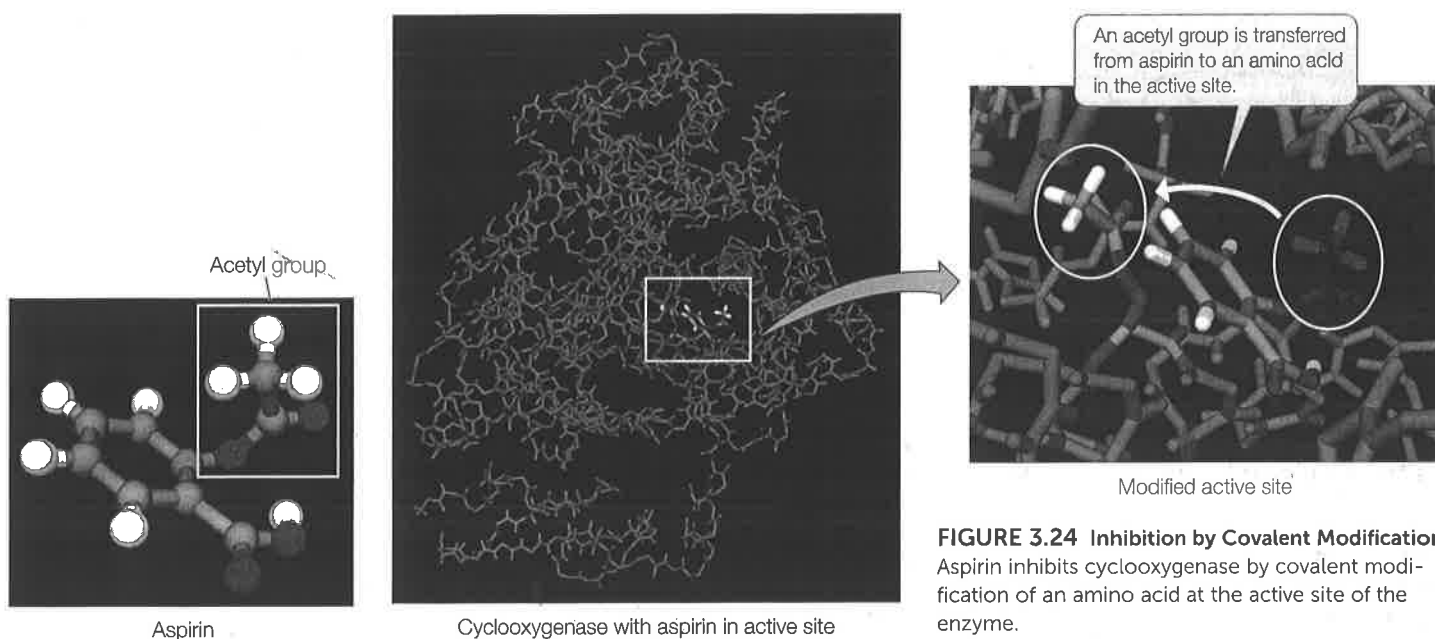 An acetyl group is transferred
from aspirin to an amino acid
in the active site.
Acetyl group
Aspirin
Cyclooxygenase with aspirin in active site
Modified active site
FIGURE 3.24 Inhibition by Covalent Modification
Aspirin inhibits cyclooxygenase by covalent modi-
fication of an amino acid at the active site of the
enzyme.